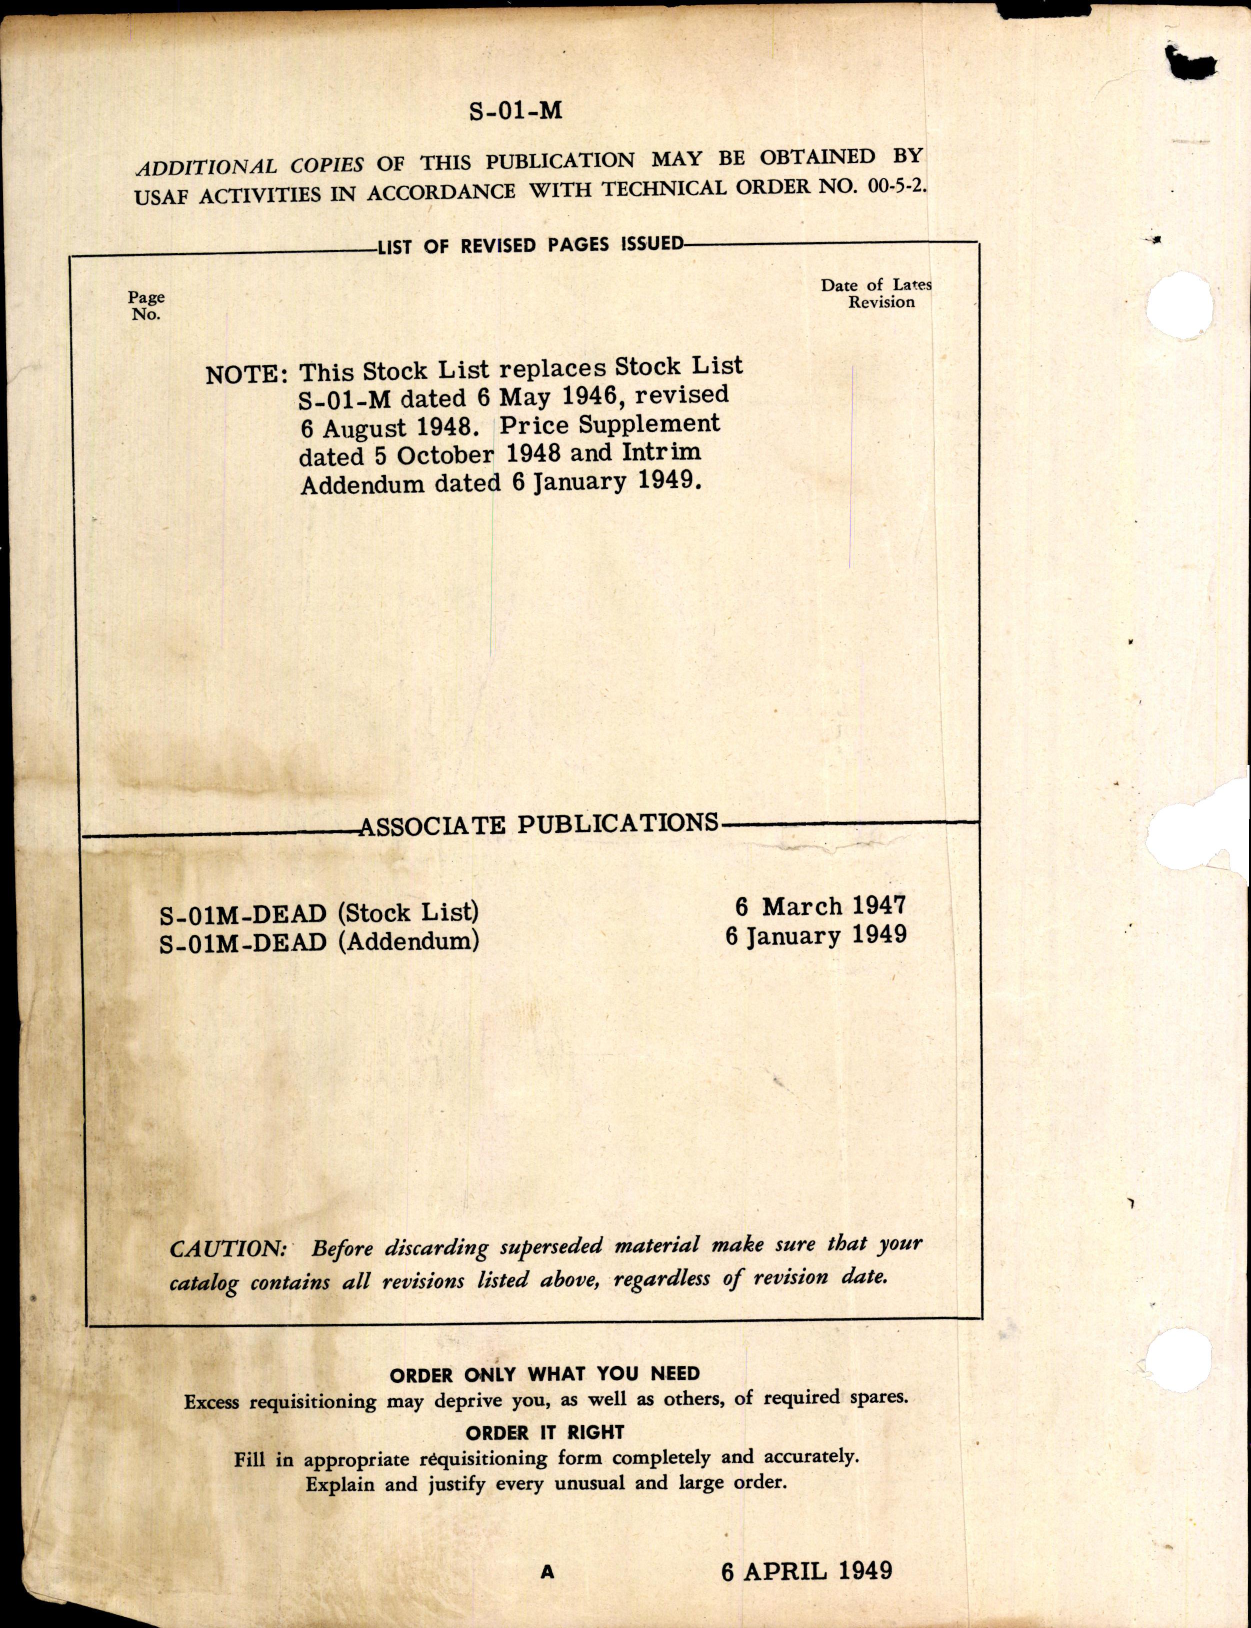 S-01-M
ADDITIONAL COPIES OF THIS PUBLICATION MAY BE OBTAINED BY
USAF ACTIVITIES IN ACCORDANCE WITH TECHNICAL ORDER NO. 00-5-2.
LIST OF REVISED PAGES ISSUED
Page
No.
Date of Lates
Revision
NOTE: This Stock List replaces Stock List
S-01-M dated 6 May 1946, revised
6 August 1948. Price Supplement
dated 5 October 1948 and Intrim
Addendum dated 6 January 1949.
ASSOCIATE PUBLICATIONS
S-01M-DEAD (Stock List) 6 March 1947
S-01M-DEAD (Addendum) 6 January 1949
CAUTION: Before discarding superseded material make sure that your
catalog contains all revisions listed above, regardless of revision date.
ORDER ONLY WHAT YOU NEED
Excess requisitioning may deprive you, as well as others, of required spares.
ORDER IT RIGHT
Fill in appropriate requisitioning form completely and accurately.
Explain and justify every unusual and large order.
A 6 APRIL 1949